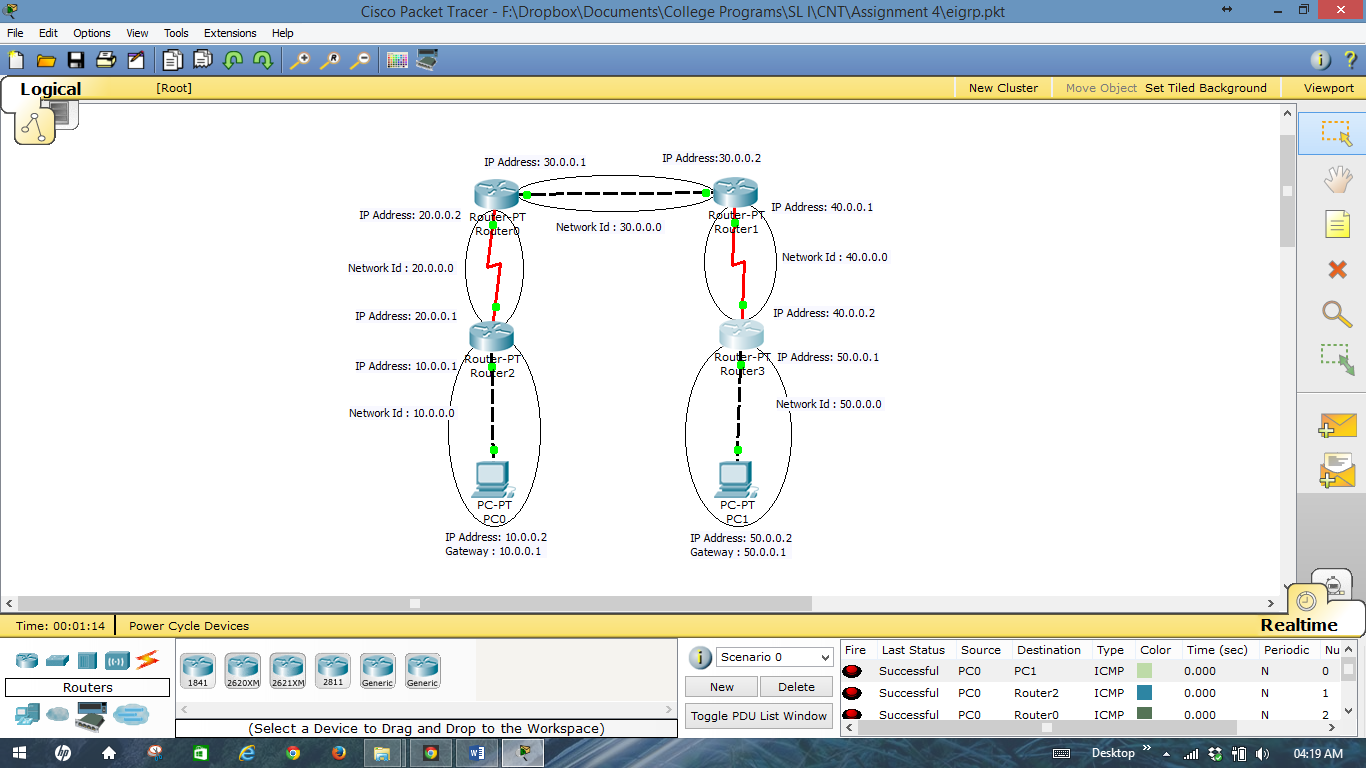 Cisco Packet Tracer - F:\Dropbox\Documents\College Programs\SL I\CNT\Assignment 4\eigrp.pkt
File Edit Options View Tools Extensions Help
Logical [Root] New Cluster Move Object Set Tiled Background Viewport
IP Address: 30.0.0.1 IP Address:30.0.0.2
IP Address: 20.0.0.2 Router-PT Router-PT IP Address: 40.0.0.1
Router0 Network Id : 30.0.0.0 Router1
Network Id : 20.0.0.0 Network Id : 40.0.0.0
IP Address: 20.0.0.1 IP Address: 40.0.0.2
Router-PT Router-PT IP Address: 50.0.0.1
IP Address: 10.0.0.1 Router2 Router3
Network Id : 10.0.0.0 Network Id : 50.0.0.0
PC-PT PC-PT
PC0 PC1
IP Address: 10.0.0.2 IP Address: 50.0.0.2
Gateway : 10.0.0.1 Gateway : 50.0.0.1
Time: 00:01:14 Power Cycle Devices Realtime
Routers
1841 2620XM 2621XM 2811 Generic Generic
(Select a Device to Drag and Drop to the Workspace)
Scenario 0
New Delete
Toggle PDU List Window
Fire Last Status Source Destination Type Color Time (sec) Periodic Nu
Successful PC0 PC1 ICMP 0.000 N 0
Successful PC0 Router2 ICMP 0.000 N 1
Successful PC0 Router0 ICMP 0.000 N 2
Desktop 04:19 AM